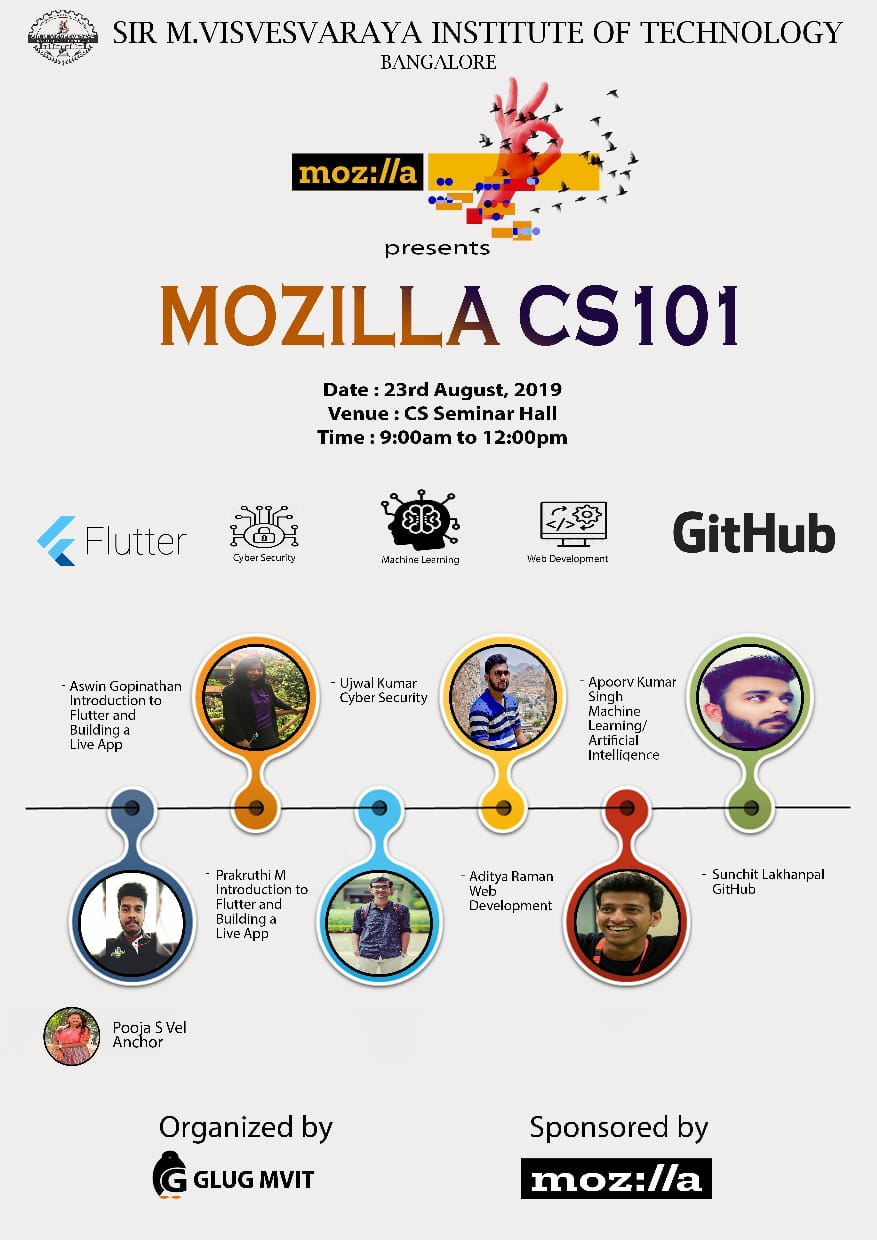 SIR M.VISVESVARAYA INSTITUTE OF TECHNOLOGY
BANGALORE
moz://a
presents
MOZILLA CS101
Date : 23rd August, 2019
Venue : CS Seminar Hall
Time : 9:00am to 12:00pm
Flutter
Cyber Security
Machine Learning
Web Development
GitHub
- Aswin Gopinathan
Introduction to
Flutter and
Building a
Live App
- Ujwal Kumar
Cyber Security
- Apoorv Kumar
Singh
Machine
Learning/
Artificial
Intelligence
- Prakruthi M
Introduction to
Flutter and
Building a
Live App
- Aditya Raman
Web
Development
- Sunchit Lakhanpal
GitHub
Pooja S Vel
Anchor
Organized by
GLUG MVIT
Sponsored by
moz://a